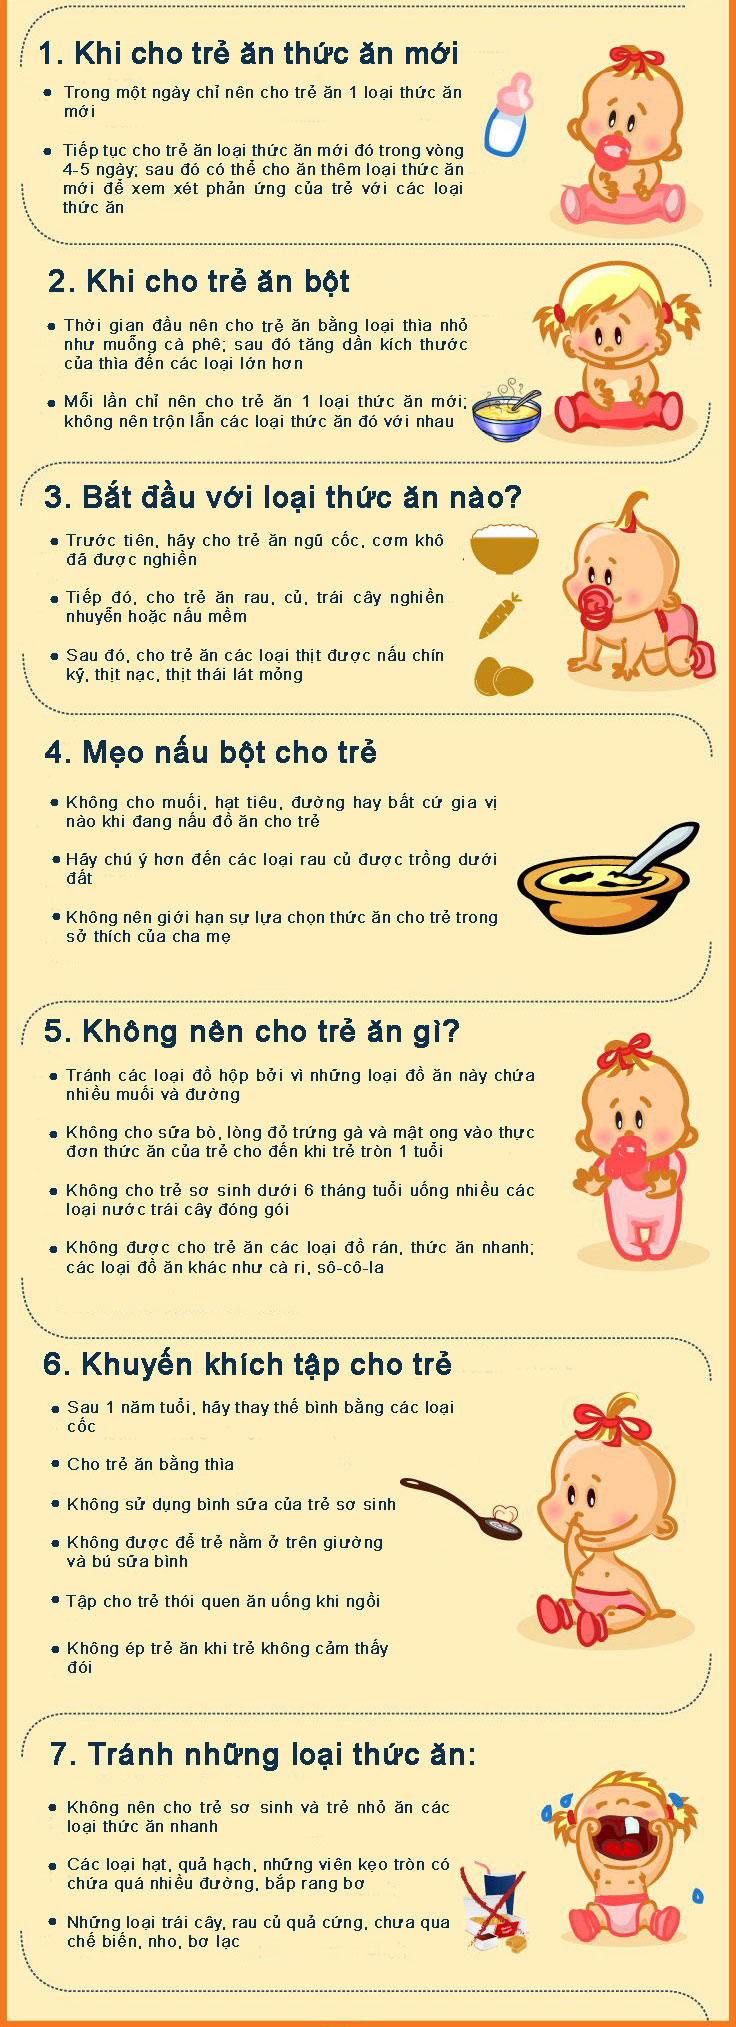 1. Khi cho trẻ ăn thức ăn mới
Trong một ngày chỉ nên cho trẻ ăn 1 loại thức ăn
mới
Tiếp tục cho trẻ ăn loại thức ăn mới đó trong vòng
4-5 ngày; sau đó có thể cho ăn thêm loại thức ăn
mới để xem xét phản ứng của trẻ với các loại
thức ăn
2. Khi cho trẻ ăn bột
Thời gian đầu nên cho trẻ ăn bằng loại thìa nhỏ
như muỗng cà phê; sau đó tăng dần kích thước
của thìa đến các loại lớn hơn
Mỗi lần chỉ nên cho trẻ ăn 1 loại thức ăn mới;
không nên trộn lẫn các loại thức ăn đó với nhau
3. Bắt đầu với loại thức ăn nào?
Trước tiên, hãy cho trẻ ăn ngũ cốc, cơm khô
đã được nghiền
Tiếp đó, cho trẻ ăn rau, củ, trái cây nghiền
nhuyễn hoặc nấu mềm
Sau đó, cho trẻ ăn các loại thịt được nấu chín
kỹ, thịt nạc, thịt thái lát mỏng
4. Mẹo nấu bột cho trẻ
Không cho muối, hạt tiêu, đường hay bất cứ gia vị
nào khi đang nấu đồ ăn cho trẻ
Hãy chú ý hơn đến các loại rau củ được trồng dưới
đất
Không nên giới hạn sự lựa chọn thức ăn cho trẻ trong
sở thích của cha mẹ
5. Không nên cho trẻ ăn gì?
Tránh các loại đồ hộp bởi vì những loại đồ ăn này chứa
nhiều muối và đường
Không cho sữa bò, lòng đỏ trứng gà và mật ong vào thực
đơn thức ăn của trẻ cho đến khi trẻ tròn 1 tuổi
Không cho trẻ sơ sinh dưới 6 tháng tuổi uống nhiều các
loại nước trái cây đóng gói
Không được cho trẻ ăn các loại đồ rán, thức ăn nhanh;
các loại đồ ăn khác như cà ri, sô-cô-la
6. Khuyến khích tập cho trẻ
Sau 1 năm tuổi, hãy thay thế bình bằng các loại
cốc
Cho trẻ ăn bằng thìa
Không sử dụng bình sữa của trẻ sơ sinh
Không được để trẻ nằm ở trên giường
và bú sữa bình
Tập cho trẻ thói quen ăn uống khi ngồi
Không ép trẻ ăn khi trẻ không cảm thấy
đói
7. Tránh những loại thức ăn:
Không nên cho trẻ sơ sinh và trẻ nhỏ ăn các
loại thức ăn nhanh
Các loại hạt, quả hạch, những viên kẹo tròn có
chứa quá nhiều đường, bắp rang bơ
Những loại trái cây, rau củ quả cứng, chưa qua
chế biến, nho, bơ lạc